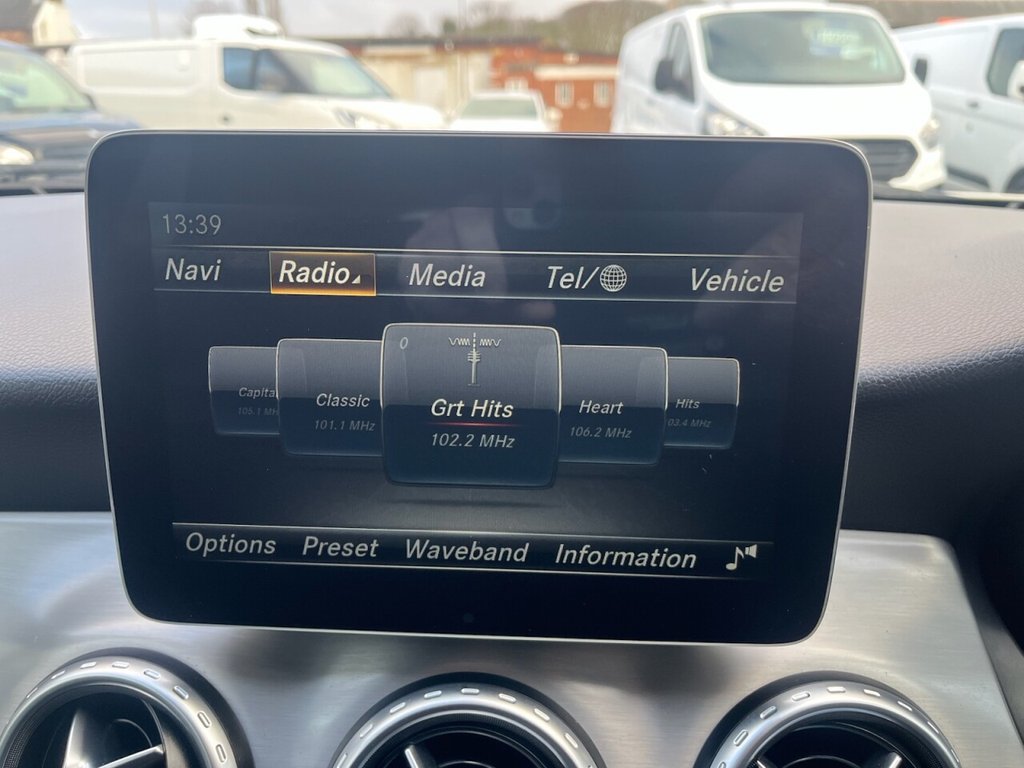 13:39
Navi Radio Media Tel/ Vehicle
0
Classic Grt Hits Heart Hits
101.1 MHz 102.2 MHz 106.2 MHz
Options Preset Waveband Information